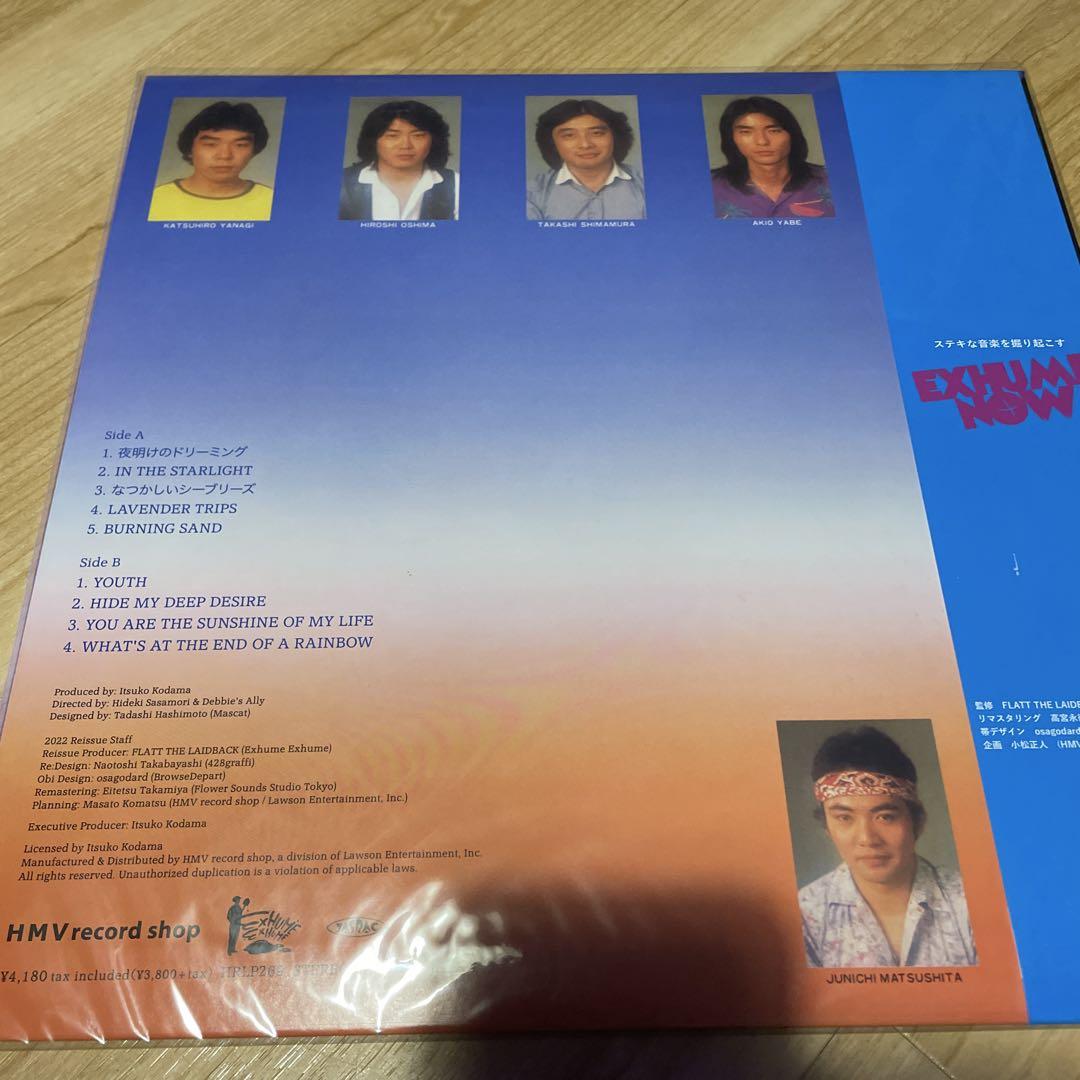 KATSUHIRO YANAGI
HIROSHI OSHIMA
TAKASHI SHIMAMURA
AKIO YABE
Side A
1. 夜明けのドリーミング
2. IN THE STARLIGHT
3. なつかしいシーブリーズ
4. LAVENDER TRIPS
5. BURNING SAND
Side B
1. YOUTH
2. HIDE MY DEEP DESIRE
3. YOU ARE THE SUNSHINE OF MY LIFE
4. WHAT'S AT THE END OF A RAINBOW
Produced by: Itsuko Kodama
Directed by: Hideki Sasamori & Debbie's Ally
Designed by: Tadashi Hashimoto (Mascat)
2022 Reissue Staff
Reissue Producer: FLATT THE LAIDBACK (Exhume Exhume)
Re:Design: Naotoshi Takabayashi (428graffi)
Obi Design: osagodard (BrowseDepart)
Remastering: Eitetsu Takamiya (Flower Sounds Studio Tokyo)
Planning: Masato Komatsu (HMV record shop / Lawson Entertainment, Inc.)
Executive Producer: Itsuko Kodama
Licensed by Itsuko Kodama
Manufactured & Distributed by HMV record shop, a division of Lawson Entertainment, Inc.
All rights reserved. Unauthorized duplication is a violation of applicable laws.
HMV record shop
EXHUME
EXHUME
JASRAC
¥4,180 tax included(¥3,800+tax) STEREO
JUNICHI MATSUSHITA
ステキな音楽を掘り起こす
EXHUME
NOW
監修 FLATT THE
リマスタリング 高宮永
帯デザイン osagodard
企画 小松正人 (HMV